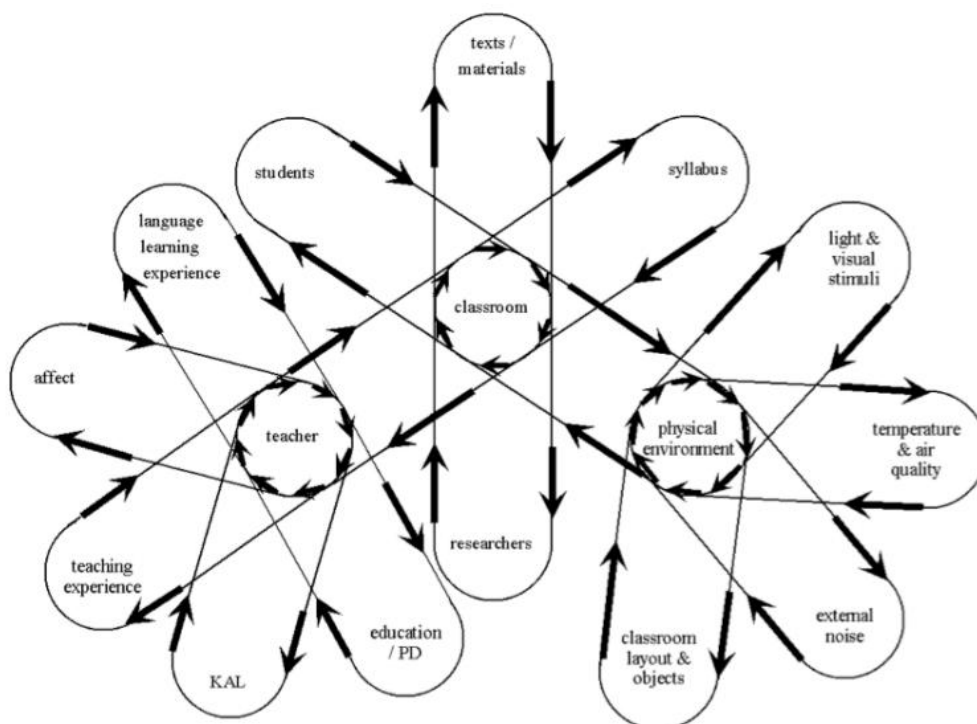 texts /
materials
students
syllabus
language
learning
experience
light &
visual
stimuli
classroom
affect
teacher
physical
environment
temperature
& air
quality
teaching
experience
researchers
education
/ PD
KAL
classroom
layout &
objects
external
noise